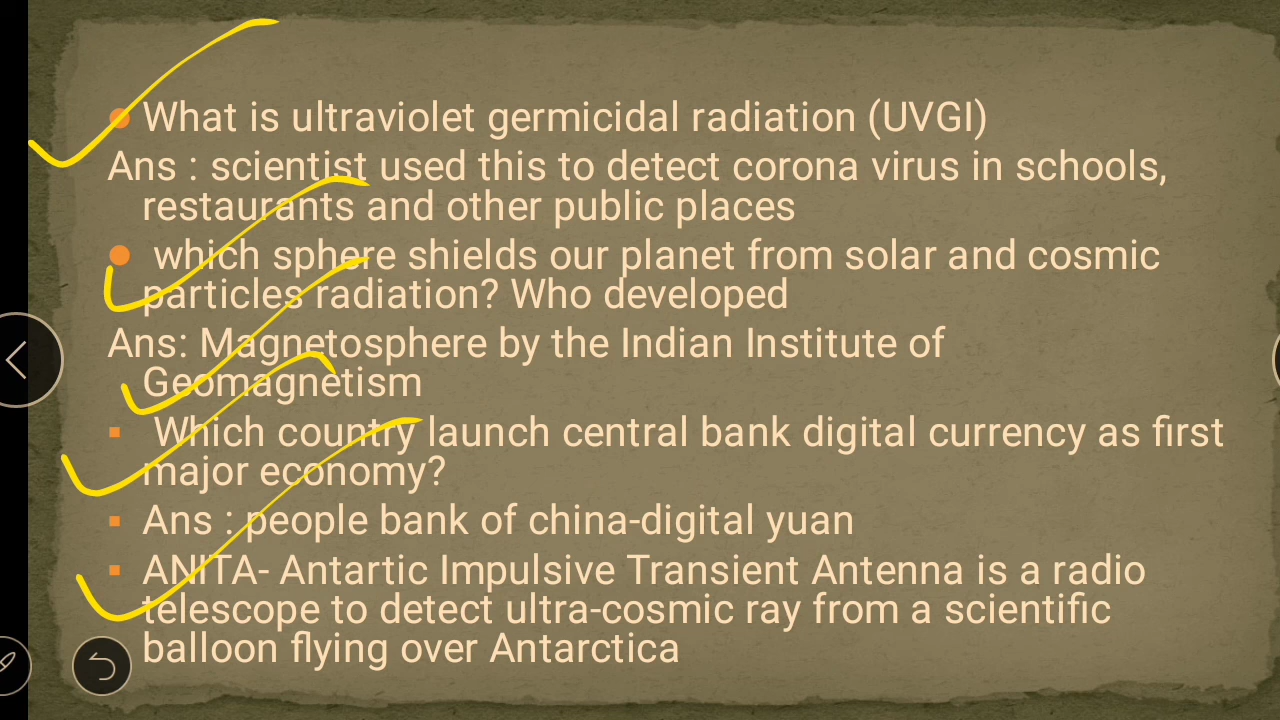 What is ultraviolet germicidal radiation (UVGI)
Ans : scientist used this to detect corona virus in schools,
restaurants and other public places
which sphere shields our planet from solar and cosmic
particles radiation? Who developed
Ans: Magnetosphere by the Indian Institute of
Geomagnetism
Which country launch central bank digital currency as first
major economy?
Ans : people bank of china-digital yuan
ANITA- Antartic Impulsive Transient Antenna is a radio
telescope to detect ultra-cosmic ray from a scientific
balloon flying over Antarctica